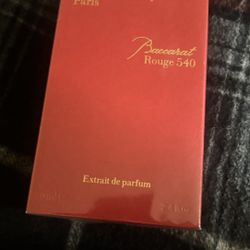 Paris
Baccarat
Rouge 540
Extrait de parfum